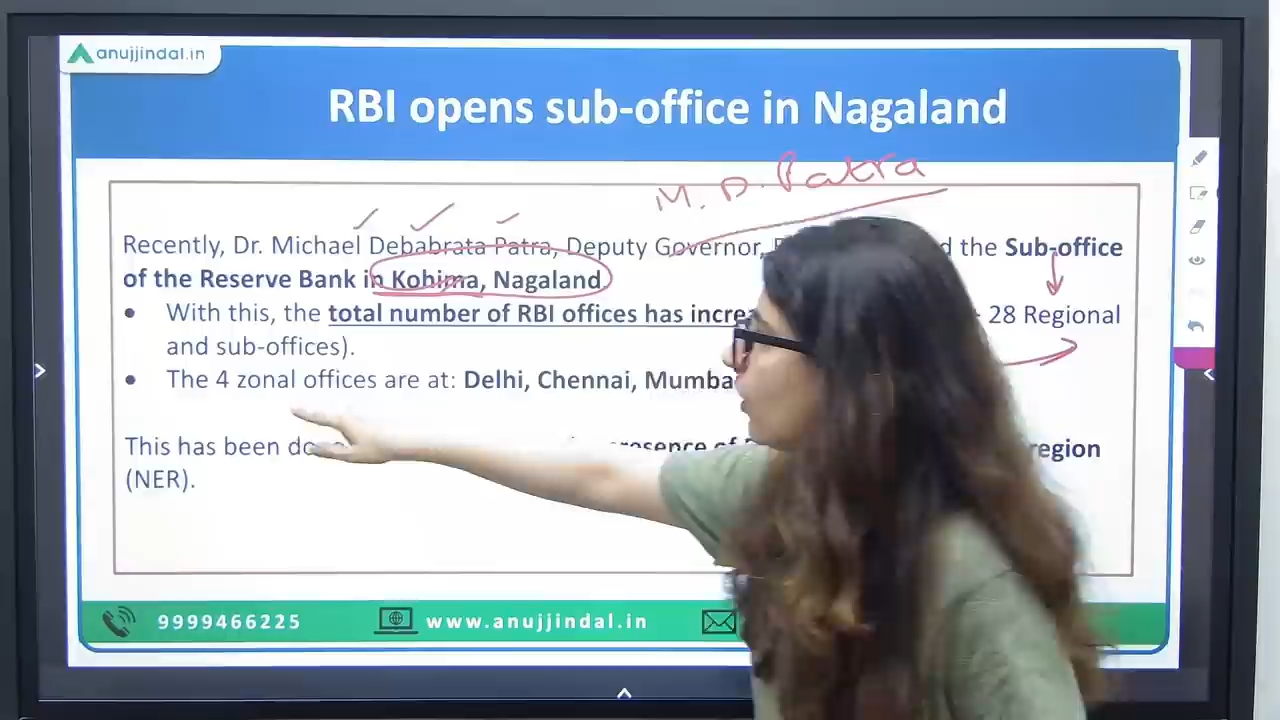 anujjindal.in
RBI opens sub-office in Nagaland
M. D. Patra
Recently, Dr. Michael Debabrata Patra, Deputy Governor, the Sub-office
of the Reserve Bank in Kohima, Nagaland
• With this, the total number of RBI offices has 28 Regional
and sub-offices).
• The 4 zonal offices are at: Delhi, Chennai,
This has been of region
(NER).
9999466225
www.anujjindal.in